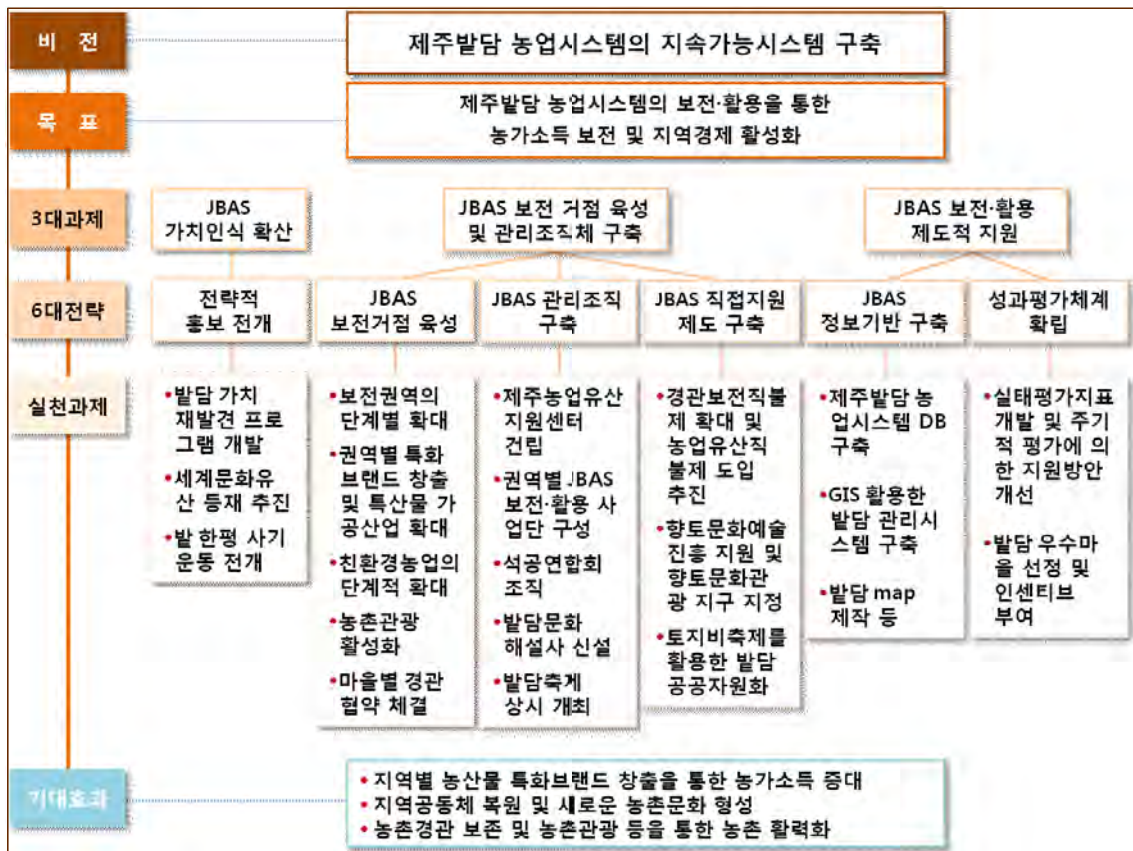 비 전
제주밭담 농업시스템의 지속가능시스템 구축
목 표
제주밭담 농업시스템의 보전·활용을 통한
농가소득 보전 및 지역경제 활성화
3대과제
JBAS
가치인식 확산
JBAS 보전 거점 육성
및 관리조직체 구축
JBAS 보전·활용
제도적 지원
6대전략
전략적
홍보 전개
JBAS
보전거점 육성
JBAS 관리조직
구축
JBAS 직접지원
제도 구축
JBAS
정보기반 구축
성과평가체계
확립
실천과제
•밭담 가치
재발견 프로
그램 개발
•세계문화유
산 등재 추진
•밭 한평 사기
운동 전개
•보전권역의
단계별 확대
•권역별 특화
브랜드 창출
및 특산물 가
공산업 확대
•친환경농업의
단계적 확대
•농촌관광
활성화
•마을별 경관
협약 체결
•제주농업유산
지원센터
건립
•권역별 JBAS
보전·활용 사
업단 구성
•석공연합회
조직
•밭담문화
해설사 신설
•밭담축게
상시 개최
•경관보전직불
제 확대 및
농업유산직
불제 도입
추진
•향토문화예술
진흥 지원 및
향토문화관
광 지구 지정
•토지비축제를
활용한 밭담
공공자원화
•제주밭담 농
업시스템 DB
구축
•GIS 활용한
밭담 관리시
스템 구축
•밭담 map
제작 등
•실태평가지표
개발 및 주기
적 평가에 의
한 지원방안
개선
•밭담 우수마
을 선정 및
인센티브
부여
기대효과
• 지역별 농산물 특화브랜드 창출을 통한 농가소득 증대
• 지역공동체 복원 및 새로운 농촌문화 형성
• 농촌경관 보존 및 농촌관광 등을 통한 농촌 활력화